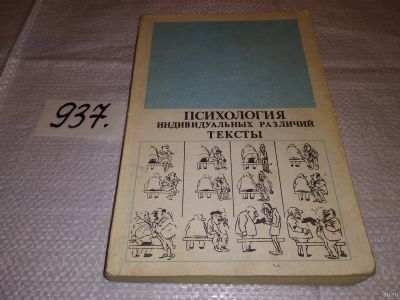 937.
ПСИХОЛОГИЯ
ИНДИВИДУАЛЬНЫХ РАЗЛИЧИЙ
ТЕКСТЫ